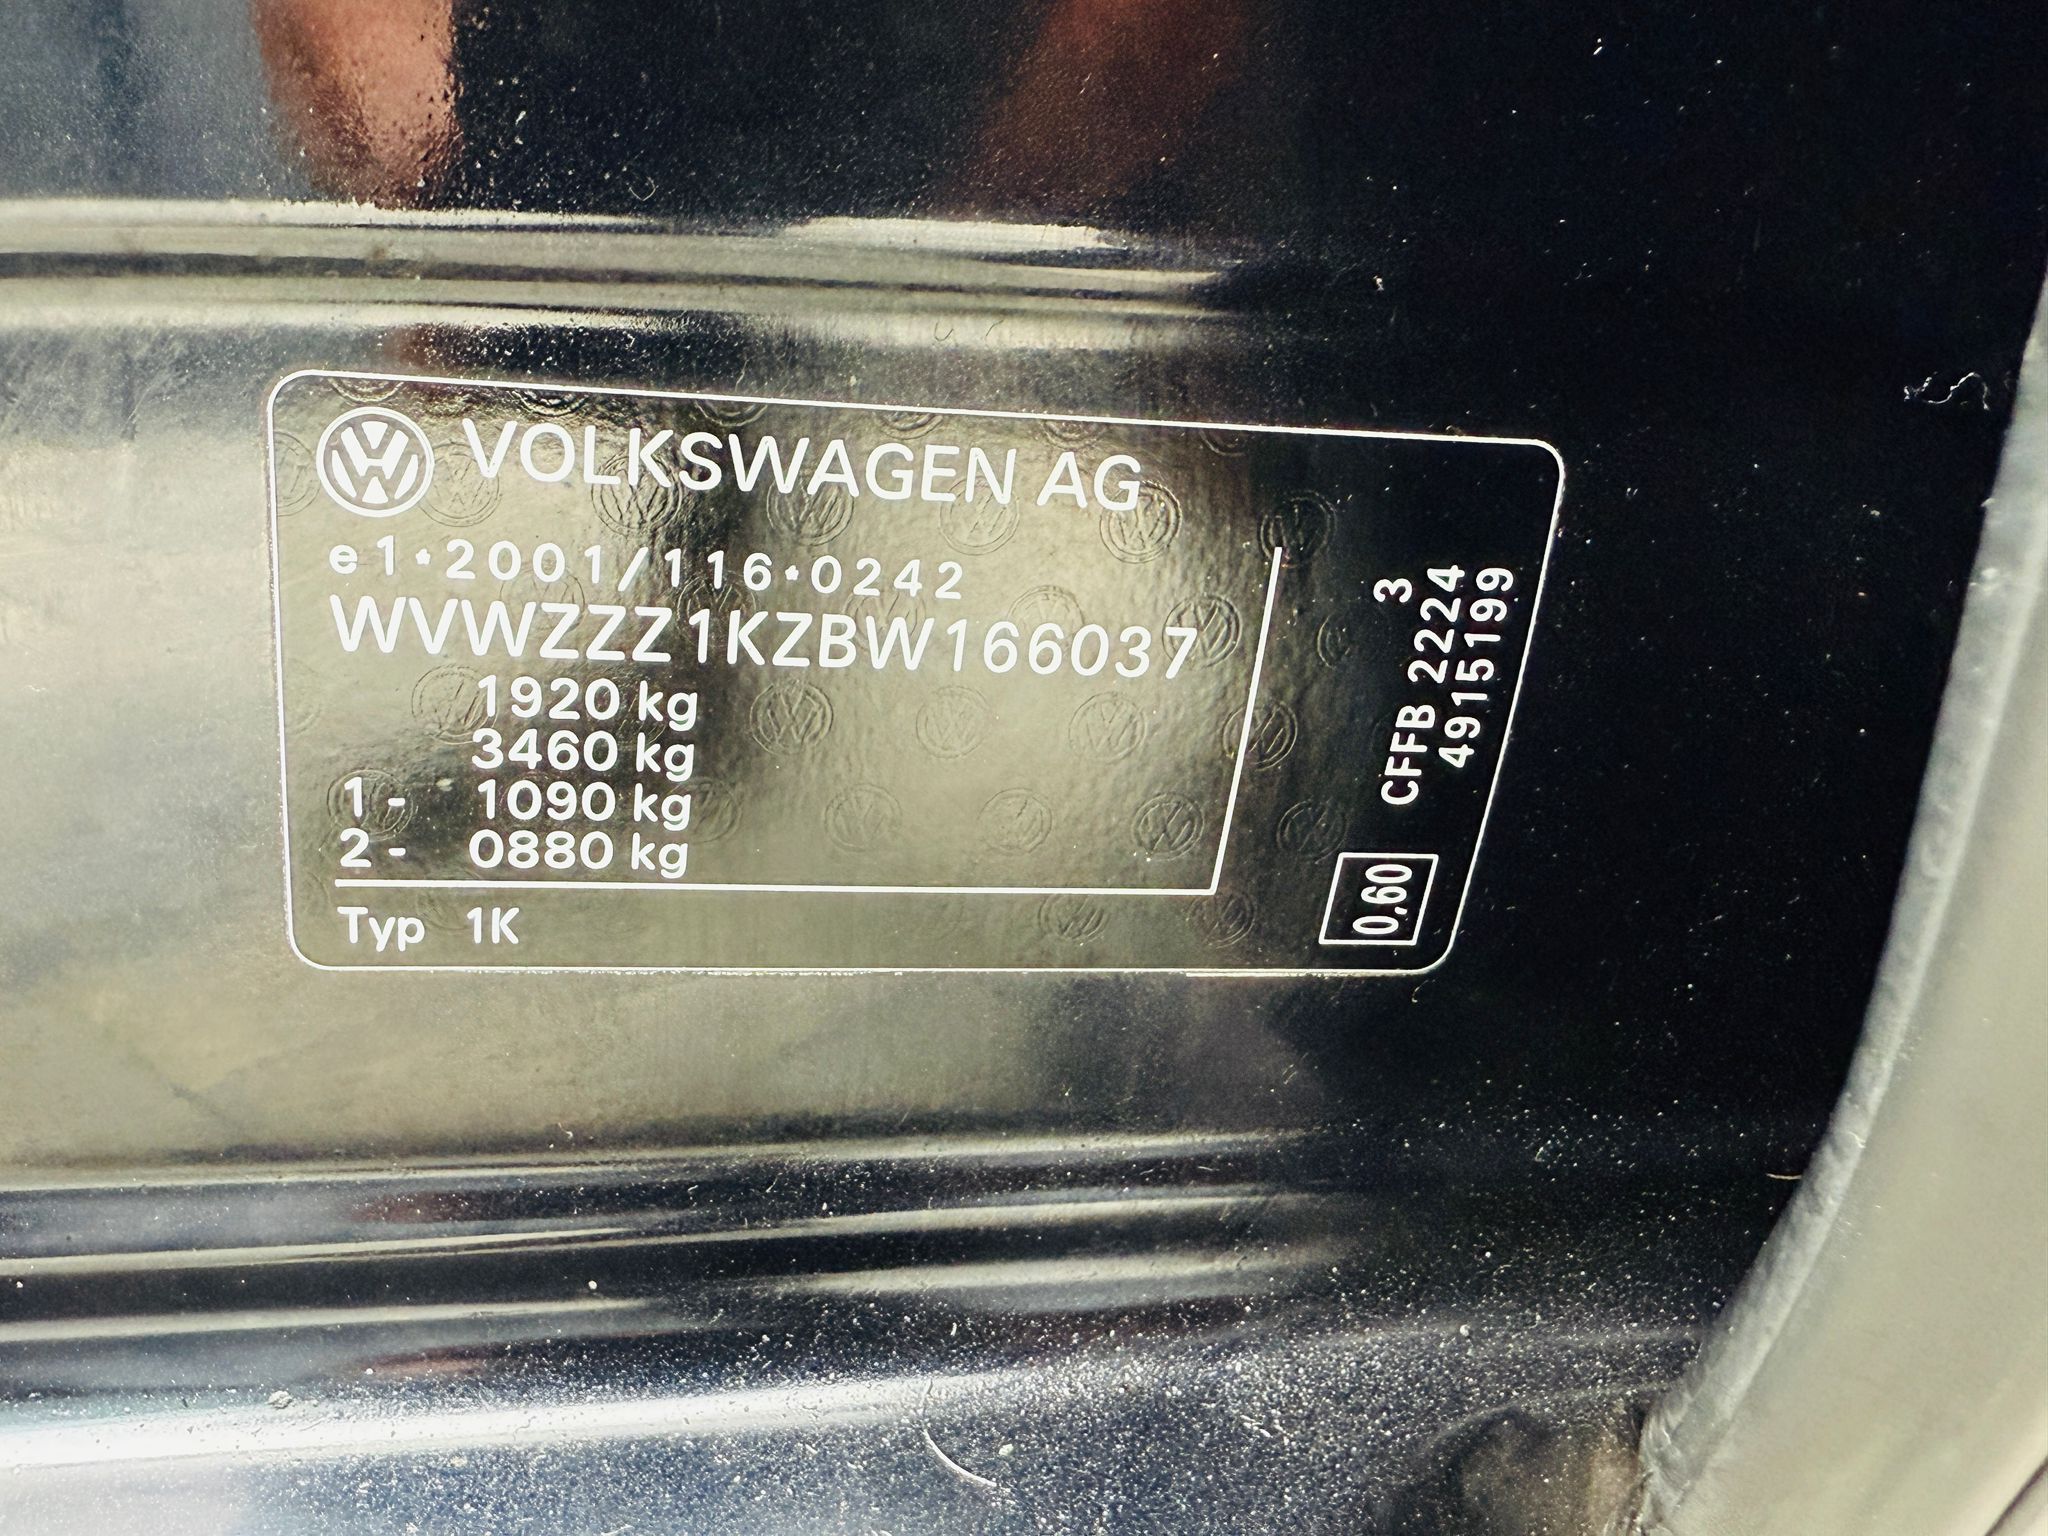 VOLKSWAGEN AG
e1*2001/116*0242
WVWZZZ1KZBW166037
1920 kg
3460 kg
1- 1090 kg
2- 0880 kg
Typ 1K
3
CFFB 2224
4915199
0,60